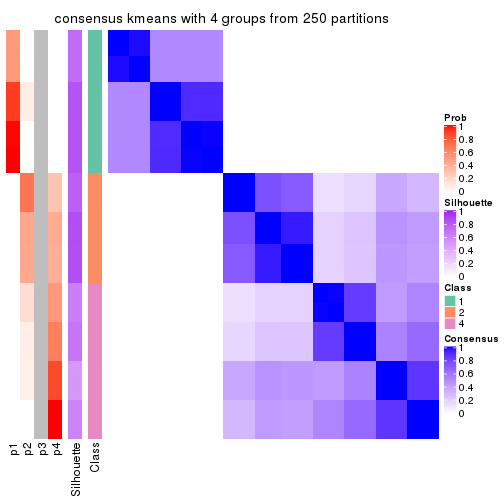 consensus kmeans with 4 groups from 250 partitions
Prob
1
0.8
0.6
0.4
0.2
0
Silhouette
1
0.8
0.6
0.4
0.2
0
Class
1
2
4
Consensus
1
0.8
0.6
0.4
0.2
0
p1
p2
p3
p4
Silhouette
Class